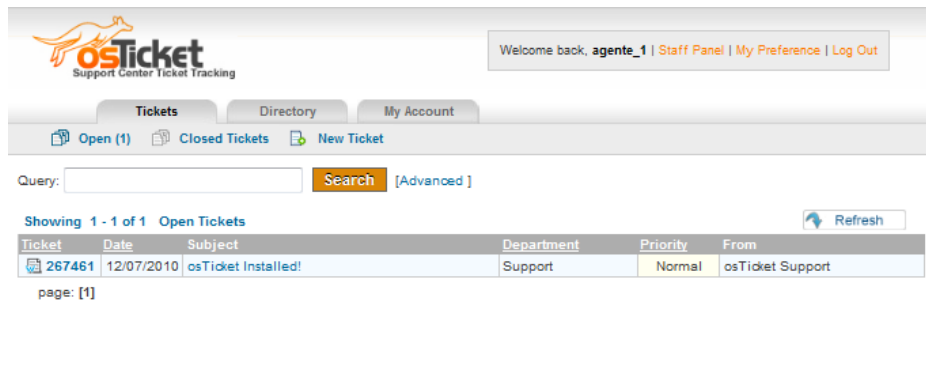 osTicket
Support Center Ticket Tracking
Welcome back, agente_1 | Staff Panel | My Preference | Log Out
Tickets Directory My Account
Open (1) Closed Tickets New Ticket
Query: Search [Advanced ]
Showing 1 - 1 of 1 Open Tickets Refresh
Ticket Date Subject Department Priority From
267461 12/07/2010 osTicket Installed! Support Normal osTicket Support
page: [1]